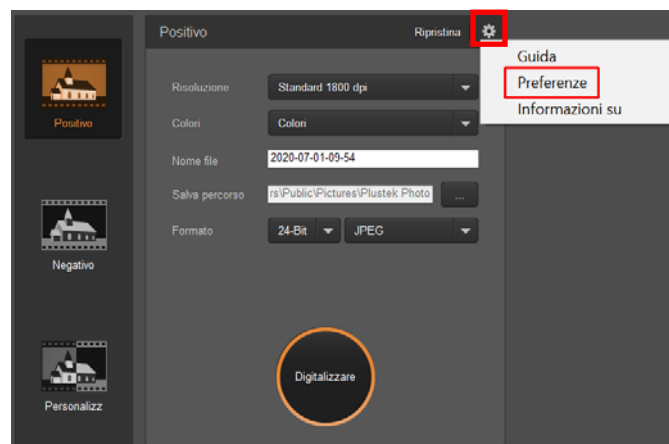 Positivo
Ripristina
Guida
Preferenze
Informazioni su
Positivo
Negativo
Personalizz
Risoluzione
Standard 1800 dpi
Colori
Colori
Nome file
2020-07-01-09-54
Salva percorso
rs\Public\Pictures\Plustek Photo
...
Formato
24-Bit
JPEG
Digitalizzare